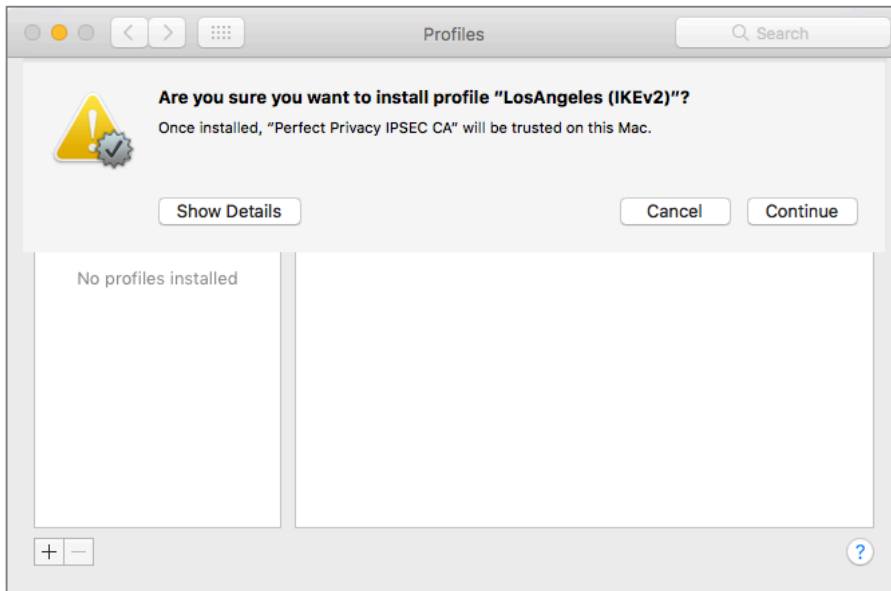 Profiles
Search
Are you sure you want to install profile “LosAngeles (IKEv2)”?
Once installed, “Perfect Privacy IPSEC CA” will be trusted on this Mac.
Show Details
Cancel
Continue
No profiles installed
+
−
?